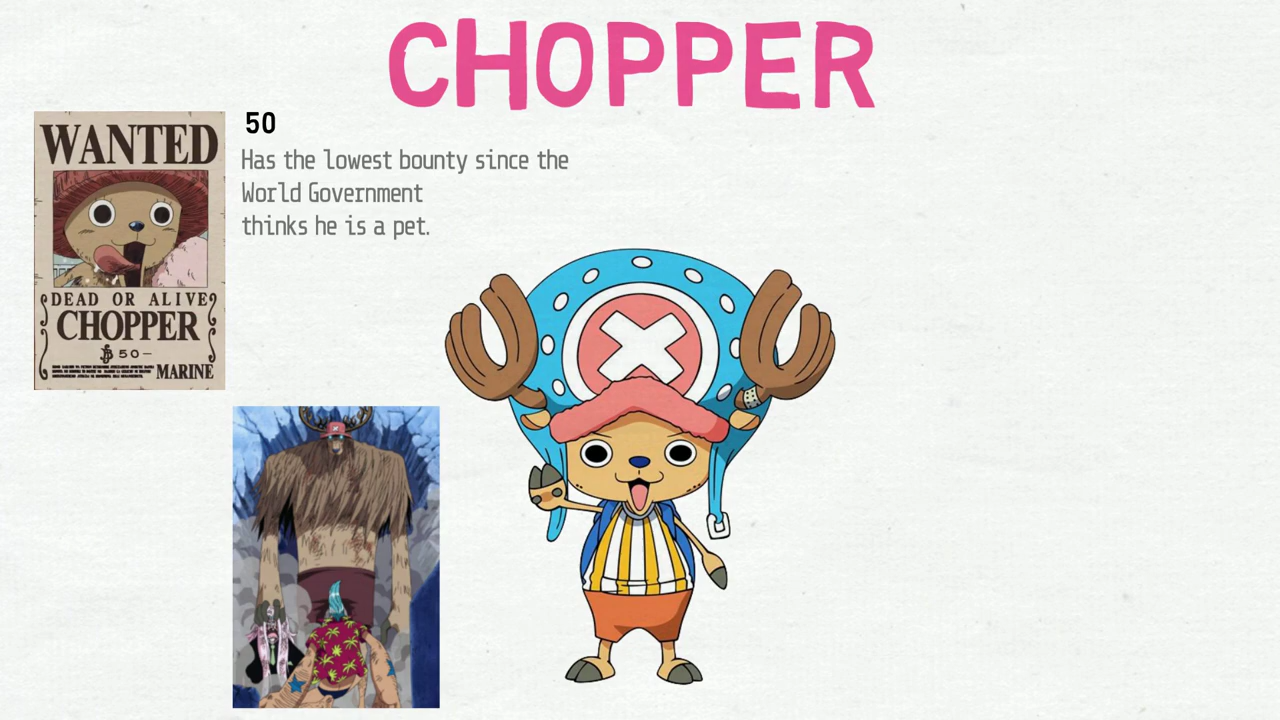 CHOPPER
50
Has the lowest bounty since the
World Government
thinks he is a pet.
WANTED
DEAD OR ALIVE
CHOPPER
฿50-
MARINE